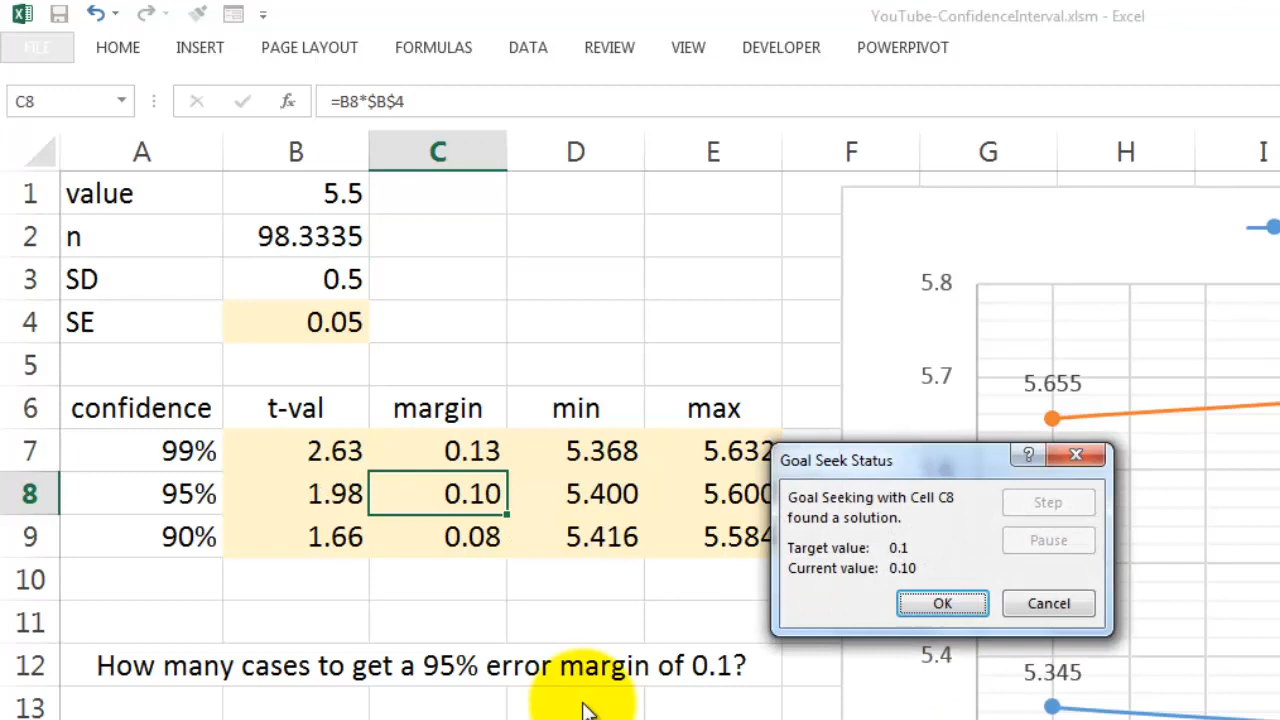 YouTube-ConfidenceInterval.xlsm - Excel
FILE HOME INSERT PAGE LAYOUT FORMULAS DATA REVIEW VIEW DEVELOPER POWERPIVOT
C8 fx =B8*$B$4
A B C D E F G H I
1 value 5.5
2 n 98.3335
3 SD 0.5
4 SE 0.05
5
6 confidence t-val margin min max
7 99% 2.63 0.13 5.368 5.632
8 95% 1.98 0.10 5.400 5.600
9 90% 1.66 0.08 5.416 5.584
10
11
12 How many cases to get a 95% error margin of 0.1?
13
5.8
5.7
5.655
Goal Seek Status
?
Goal Seeking with Cell C8
found a solution.
Step
Pause
Target value: 0.1
Current value: 0.10
OK Cancel
5.4
5.345